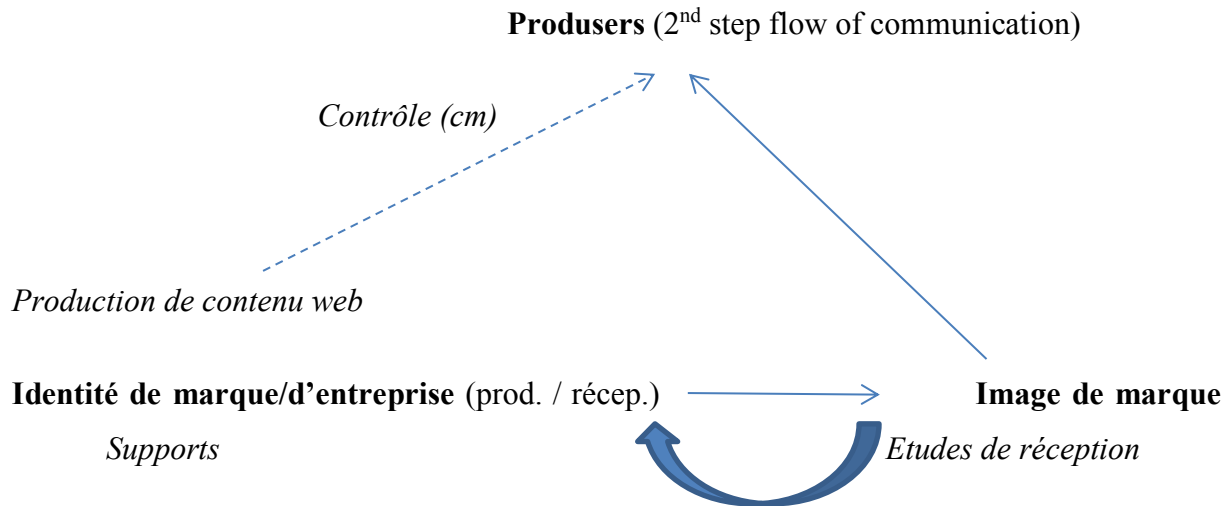 Produsers (2nd step flow of communication)
Contrôle (cm)
Production de contenu web
Identité de marque/d’entreprise (prod. / récep.) Image de marque
Supports Etudes de réception